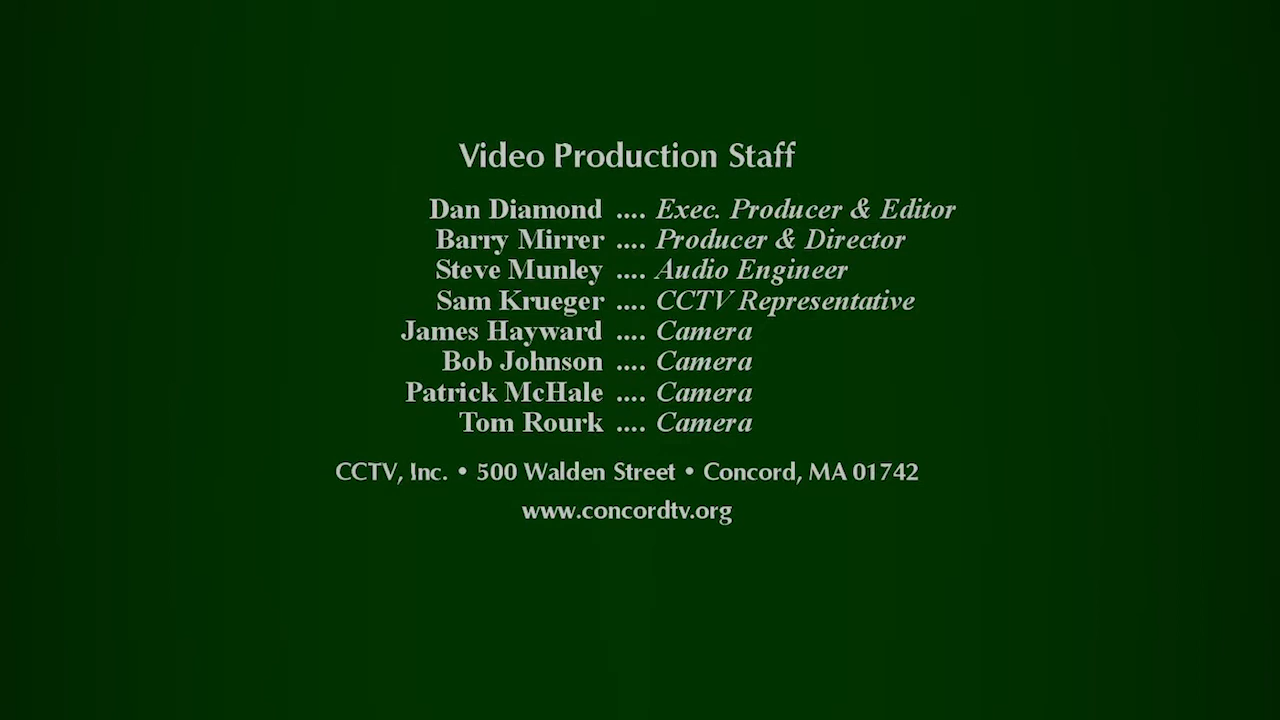 Video Production Staff
Dan Diamond .... Exec. Producer & Editor
Barry Mirrer .... Producer & Director
Steve Munley .... Audio Engineer
Sam Krueger .... CCTV Representative
James Hayward .... Camera
Bob Johnson .... Camera
Patrick McHale .... Camera
Tom Rourk .... Camera
CCTV, Inc. • 500 Walden Street • Concord, MA 01742
www.concordtv.org